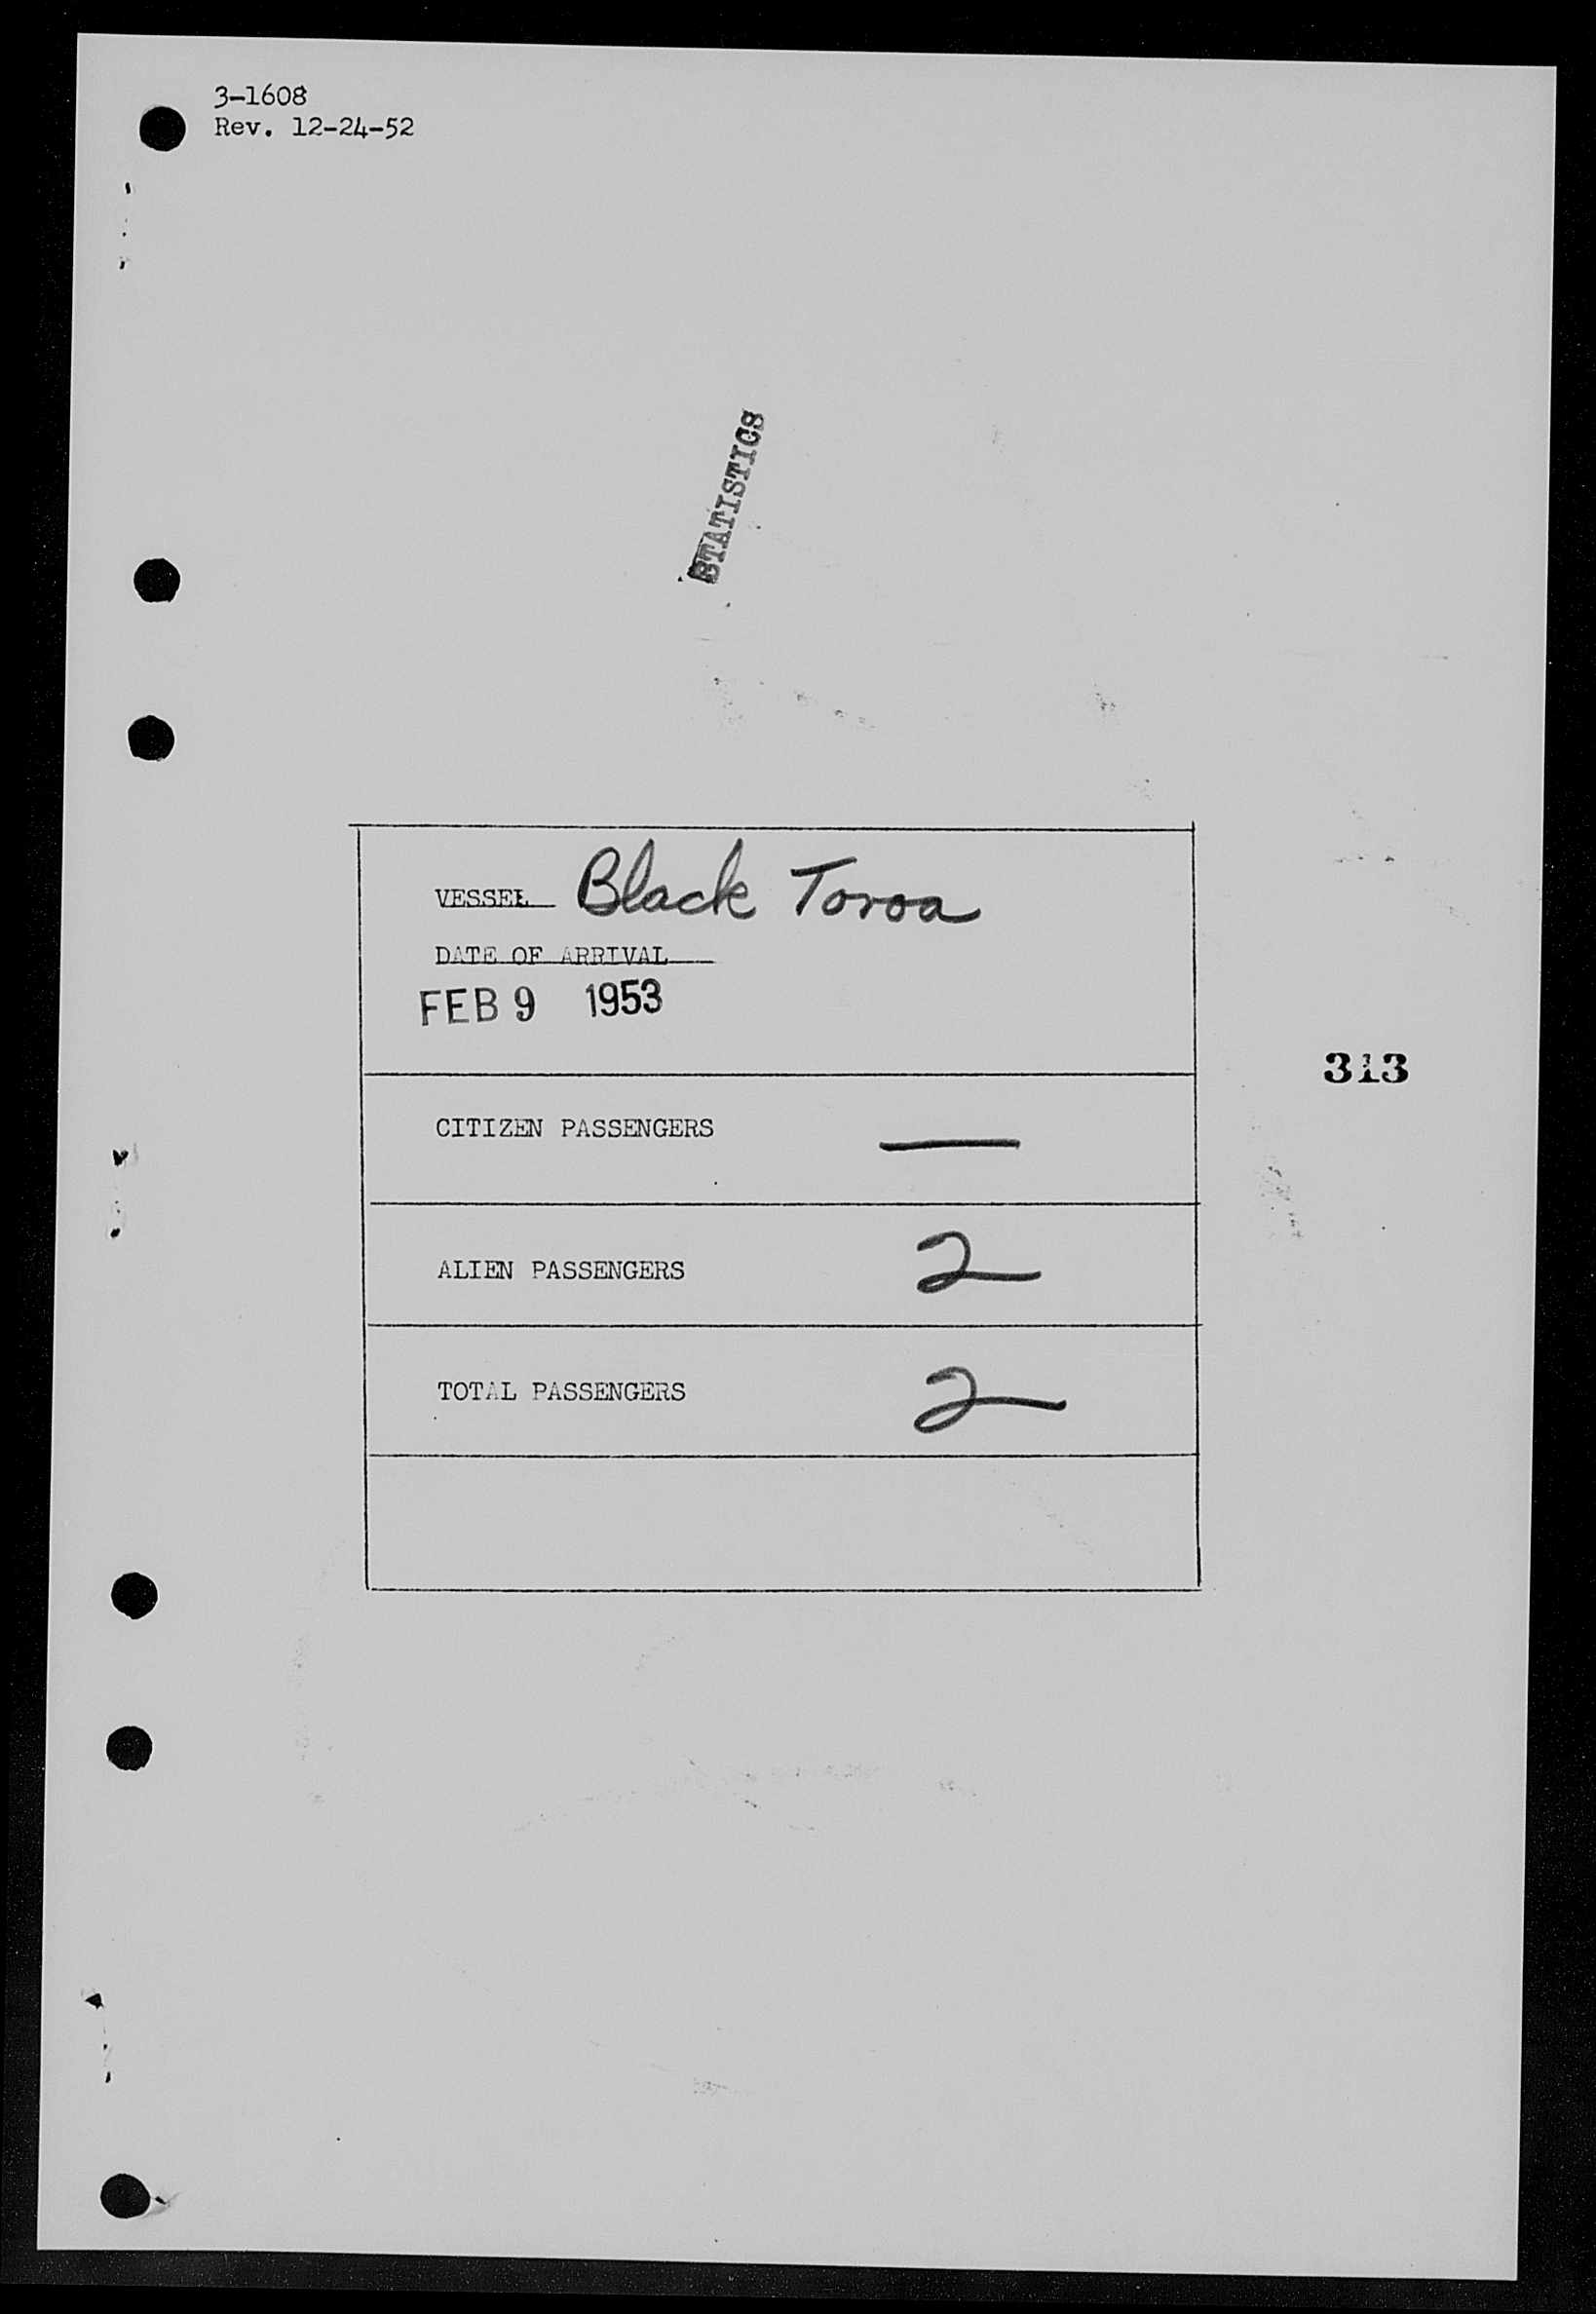 3-1608
Rev. 12-24-52
STATISTICS
VESSEL Black Toroa
DATE OF ARRIVAL
FEB 9 1953
313
CITIZEN PASSENGERS —
ALIEN PASSENGERS 2
TOTAL PASSENGERS 2